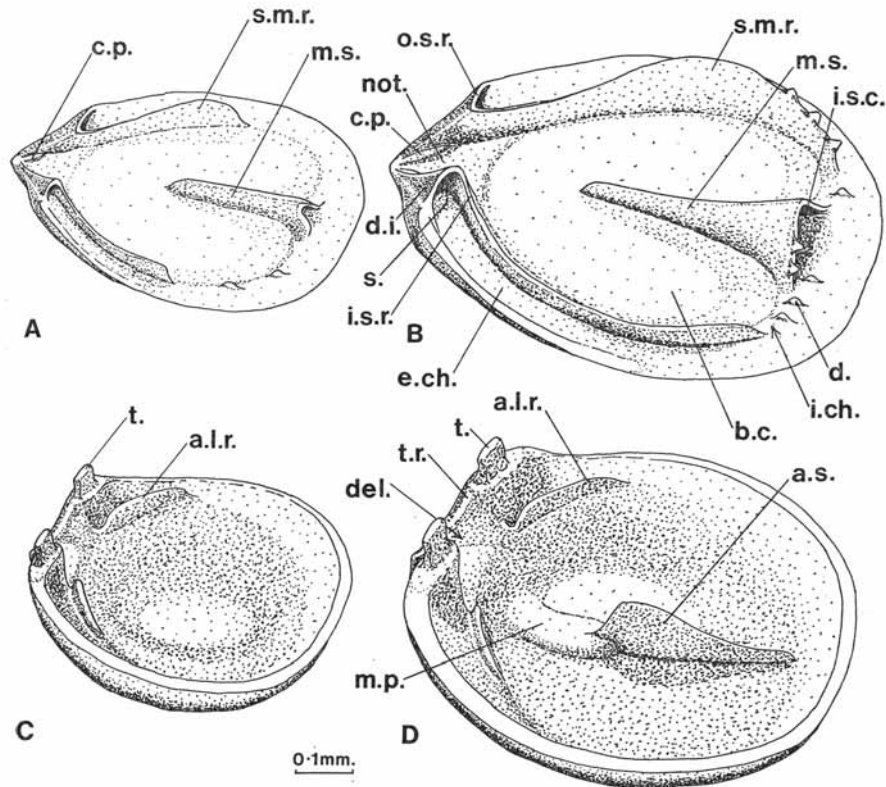 s.m.r.
c.p.
m.s.
A
o.s.r.
not.
c.p.
d.i.
s.
i.s.r.
B
e.ch.
s.m.r.
m.s.
i.s.c.
d.
i.ch.
b.c.
t.
a.l.r.
C
0·1mm.
a.l.r.
t.
t.r.
del.
a.s.
m.p.
D